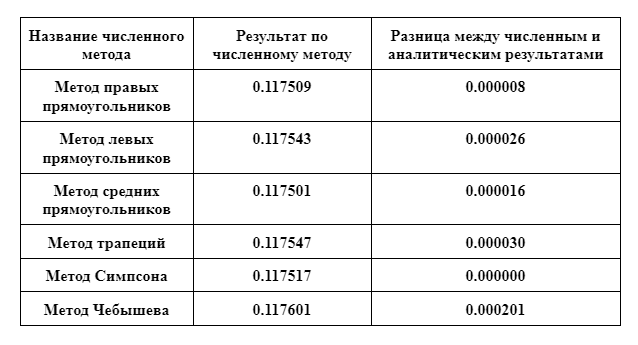 Название численного
метода
Результат по
численному методу
Разница между численным и
аналитическим результатами
Метод правых
прямоугольников
0.117509
0.000008
Метод левых
прямоугольников
0.117543
0.000026
Метод средних
прямоугольников
0.117501
0.000016
Метод трапеций
0.117547
0.000030
Метод Симпсона
0.117517
0.000000
Метод Чебышева
0.117601
0.000201